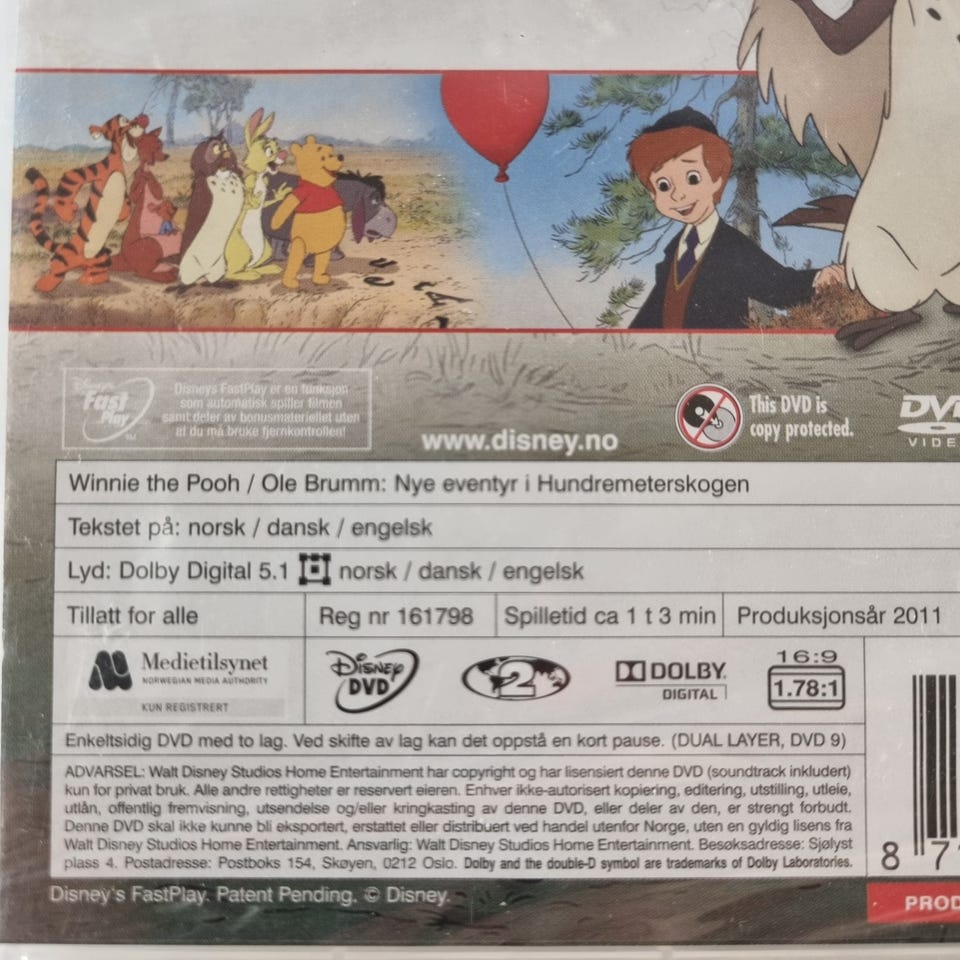 Disney's
Fast
Play
TM
Disneys FastPlay er en funksjon
som automatisk spiller filmen
samt deler av bonusmateriellet uten
at du må bruke fjernkontrollen!
www.disney.no
This DVD is
copy protected.
DVD
VIDE
Winnie the Pooh / Ole Brumm: Nye eventyr i Hundremeterskogen
Tekstet på: norsk / dansk / engelsk
Lyd: Dolby Digital 5.1 norsk / dansk / engelsk
Tillatt for alle
Reg nr 161798
Spilletid ca 1 t 3 min
Produksjonsår 2011
Medietilsynet
NORWEGIAN MEDIA AUTHORITY
KUN REGISTRERT
DISNEY
DVD
2
DOLBY
DIGITAL
16:9
1.78:1
Enkeltsidig DVD med to lag. Ved skifte av lag kan det oppstå en kort pause. (DUAL LAYER, DVD 9)
ADVARSEL: Walt Disney Studios Home Entertainment har copyright og har lisensiert denne DVD (soundtrack inkludert)
kun for privat bruk. Alle andre rettigheter er reservert eieren. Enhver ikke-autorisert kopiering, editering, utstilling, utleie,
utlån, offentlig fremvisning, utsendelse og/eller kringkasting av denne DVD, eller deler av den, er strengt forbudt.
Denne DVD skal ikke kunne bli eksportert, erstattet eller distribuert ved handel utenfor Norge, uten en gyldig lisens fra
Walt Disney Studios Home Entertainment. Ansvarlig: Walt Disney Studios Home Entertainment. Besøksadresse: Sjølyst
plass 4. Postadresse: Postboks 154, Skøyen, 0212 Oslo. Dolby and the double-D symbol are trademarks of Dolby Laboratories.
8 7
Disney's FastPlay. Patent Pending. © Disney.
PROD